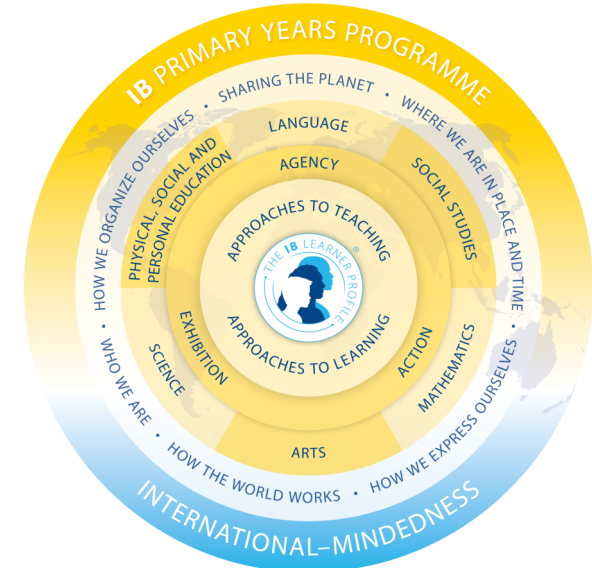 IB PRIMARY YEARS PROGRAMME
SHARING THE PLANET • WHERE WE ARE IN PLACE AND TIME • HOW WE EXPRESS OURSELVES • HOW THE WORLD WORKS • WHO WE ARE • HOW WE ORGANIZE OURSELVES •
LANGUAGE
SOCIAL STUDIES
MATHEMATICS
ARTS
SCIENCE
PHYSICAL, SOCIAL AND
PERSONAL EDUCATION
AGENCY
ACTION
EXHIBITION
APPROACHES TO TEACHING
THE IB LEARNER PROFILE ®
APPROACHES TO LEARNING
INTERNATIONAL–MINDEDNESS